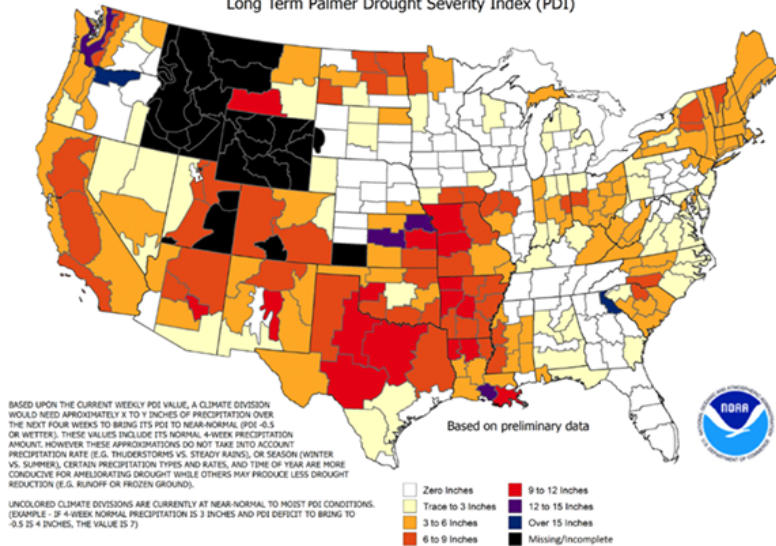 Long Term Palmer Drought Severity Index (PDI)
BASED UPON THE CURRENT WEEKLY PDI VALUE, A CLIMATE DIVISION
WOULD NEED APROXIMATELY X TO Y INCHES OF PRECIPITATION OVER
THE NEXT FOUR WEEKS TO BRING ITS PDI TO NEAR-NORMAL (PDI -0.5
OR WETTER). THESE VALUES INCLUDE ITS NORMAL 4-WEEK PRECIPITATION
AMOUNT. HOWEVER THESE APPROXIMATIONS DO NOT TAKE INTO ACCOUNT
PRECIPITATION RATE (E.G. THUDERSTORMS VS. STEADY RAINS), OR SEASON (WINTER
VS. SUMMER), CERTAIN PRECIPITATION TYPES AND RATES, AND TIME OF YEAR ARE MORE
CONDUCIVE FOR AMELIORATING DROUGHT WHILE OTHERS MAY PRODUCE LESS DROUGHT
REDUCTION (E.G. RUNOFF OR FROZEN GROUND).
UNCOLORED CLIMATE DIVISIONS ARE CURRENTLY AT NEAR-NORMAL TO MOIST PDI CONDITIONS.
(EXAMPLE - IF 4-WEEK NORMAL PRECIPITATION IS 3 INCHES AND PDI DEFICIT TO BRING TO
-0.5 IS 4 INCHES, THE VALUE IS 7)
Based on preliminary data
NOAA
Zero Inches
Trace to 3 Inches
3 to 6 Inches
6 to 9 Inches
9 to 12 Inches
12 to 15 Inches
Over 15 Inches
Missing/Incomplete